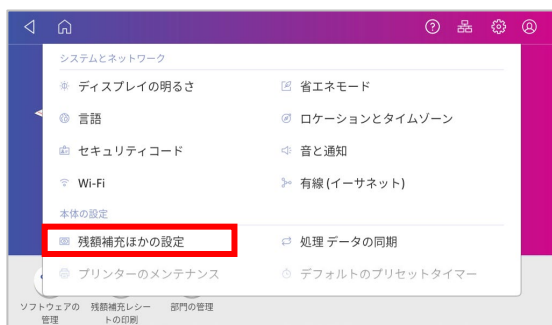 システムとネットワーク
ディスプレイの明るさ
省エネモード
言語
ロケーションとタイムゾーン
セキュリティコード
音と通知
Wi-Fi
有線 (イーサネット)
本体の設定
残額補充ほかの設定
処理 データの同期
プリンターのメンテナンス
デフォルトのプリセットタイマー
ソフトウェアの
管理
残額補充レシー
トの印刷
部門の管理